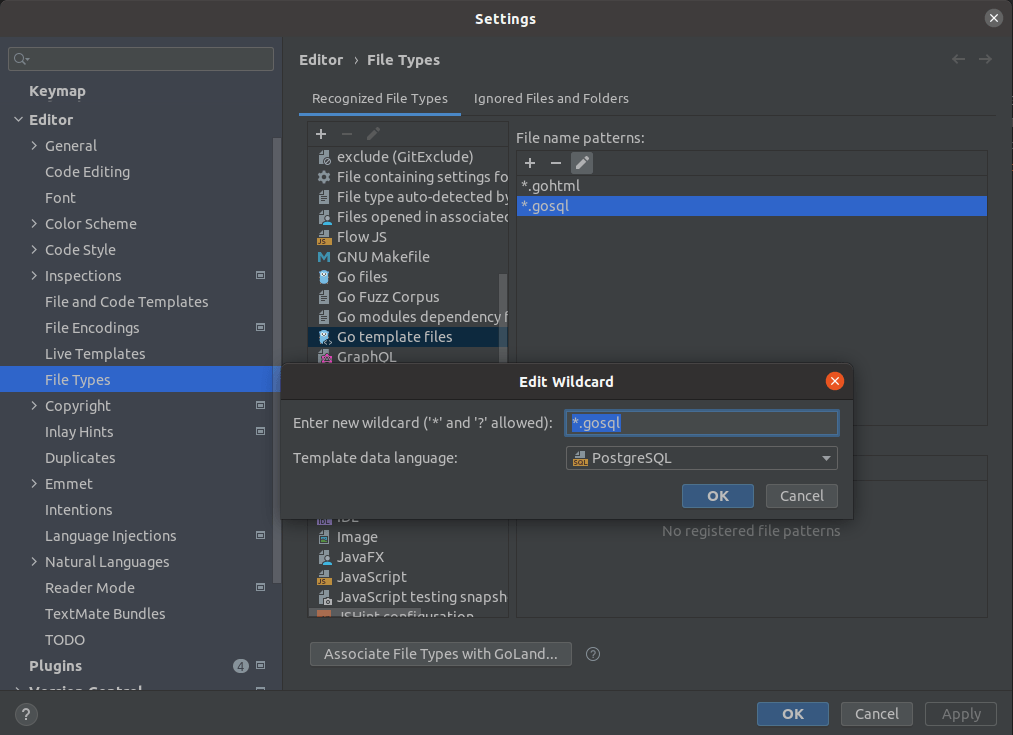 Settings
Keymap
Editor
General
Code Editing
Font
Color Scheme
Code Style
Inspections
File and Code Templates
File Encodings
Live Templates
File Types
Copyright
Inlay Hints
Duplicates
Emmet
Intentions
Language Injections
Natural Languages
Reader Mode
TextMate Bundles
TODO
Plugins 4
Version Control
Editor › File Types
Recognized File Types Ignored Files and Folders
exclude (GitExclude)
File containing settings fo
File type auto-detected by
Files opened in associated
Flow JS
GNU Makefile
Go files
Go Fuzz Corpus
Go modules dependency f
Go template files
GraphQL
File name patterns:
*.gohtml
*.gosql
Edit Wildcard
Enter new wildcard ('*' and '?' allowed): *.gosql
Template data language: PostgreSQL
OK Cancel
IDL
Image
JavaFX
JavaScript
JavaScript testing snapsh
JSHint configuration
No registered file patterns
Associate File Types with GoLand... ?
? OK Cancel Apply